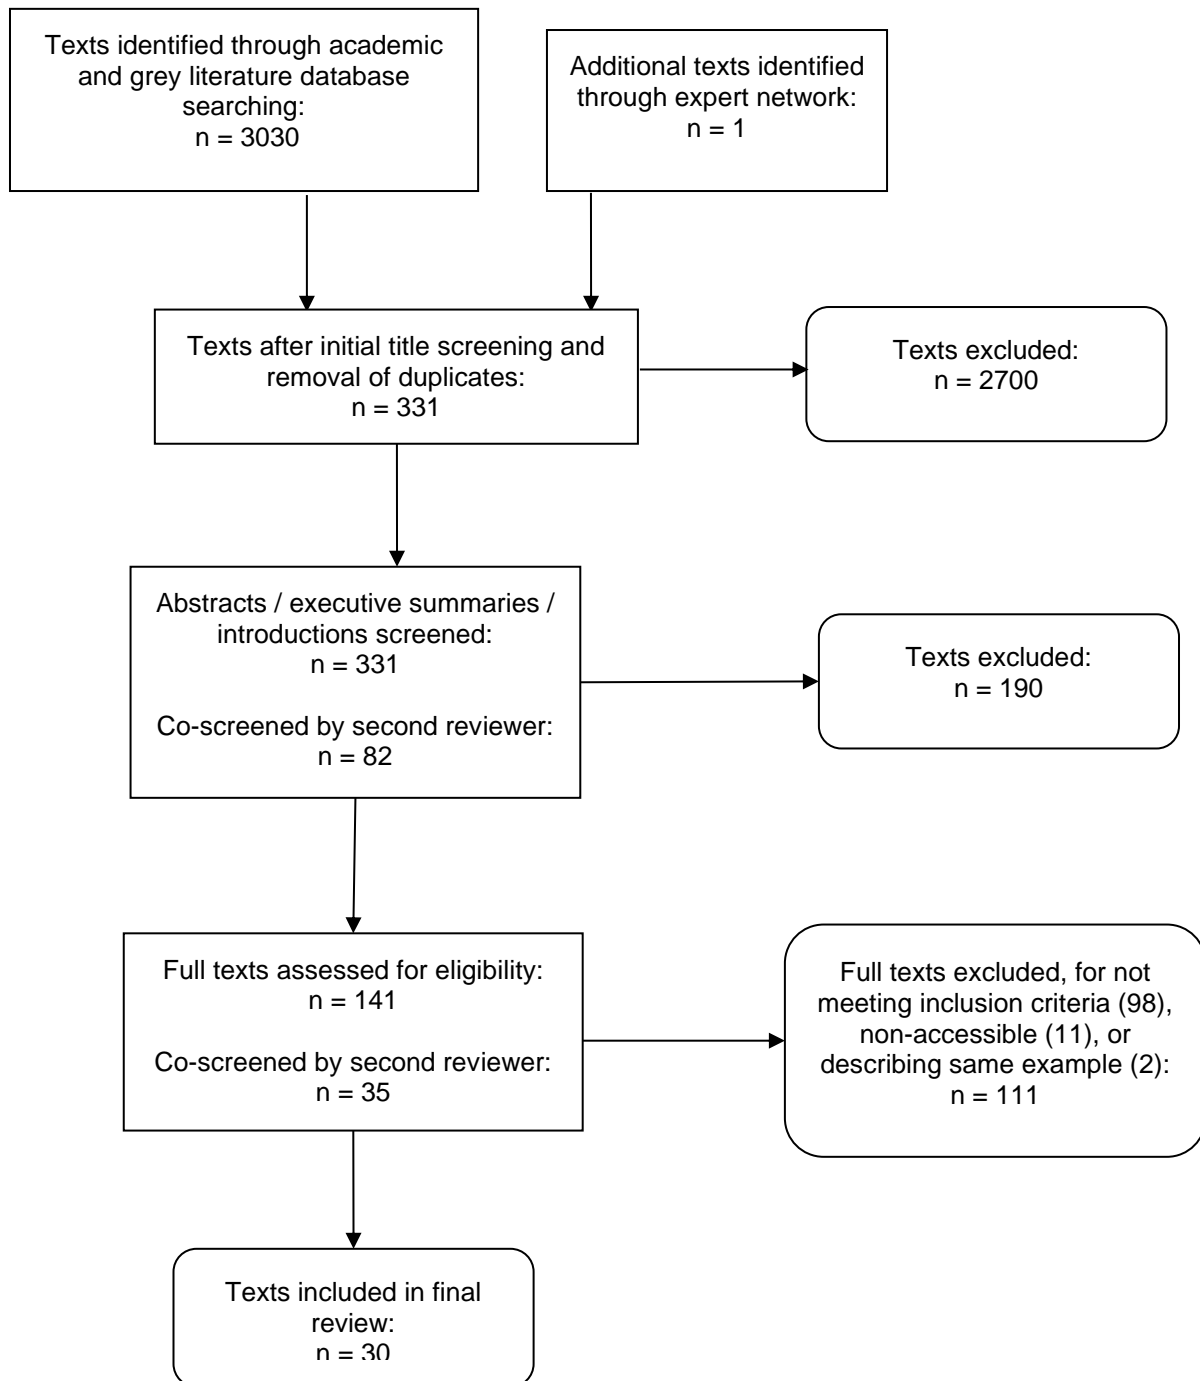 Texts identified through academic
and grey literature database
searching:
n = 3030
Additional texts identified
through expert network:
n = 1
Texts after initial title screening and
removal of duplicates:
n = 331
Texts excluded:
n = 2700
Abstracts / executive summaries /
introductions screened:
n = 331
Co-screened by second reviewer:
n = 82
Texts excluded:
n = 190
Full texts assessed for eligibility:
n = 141
Co-screened by second reviewer:
n = 35
Full texts excluded, for not
meeting inclusion criteria (98),
non-accessible (11), or
describing same example (2):
n = 111
Texts included in final
review:
n = 30